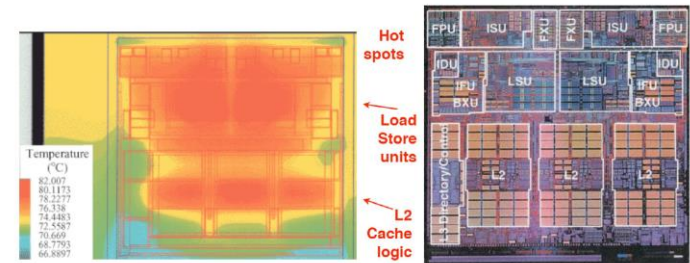 Hot
spots
Load
Store
units
L2
Cache
logic
Temperature
(°C)
82.007
80.1173
78.2277
76.338
74.4483
72.5587
70.669
68.7793
66.8897
FPU
ISU
FXU
FXU
ISU
FPU
IDU
IDU
LSU
LSU
IFU
BXU
IFU
BXU
L2
L2
L2
L3 Directory/Control